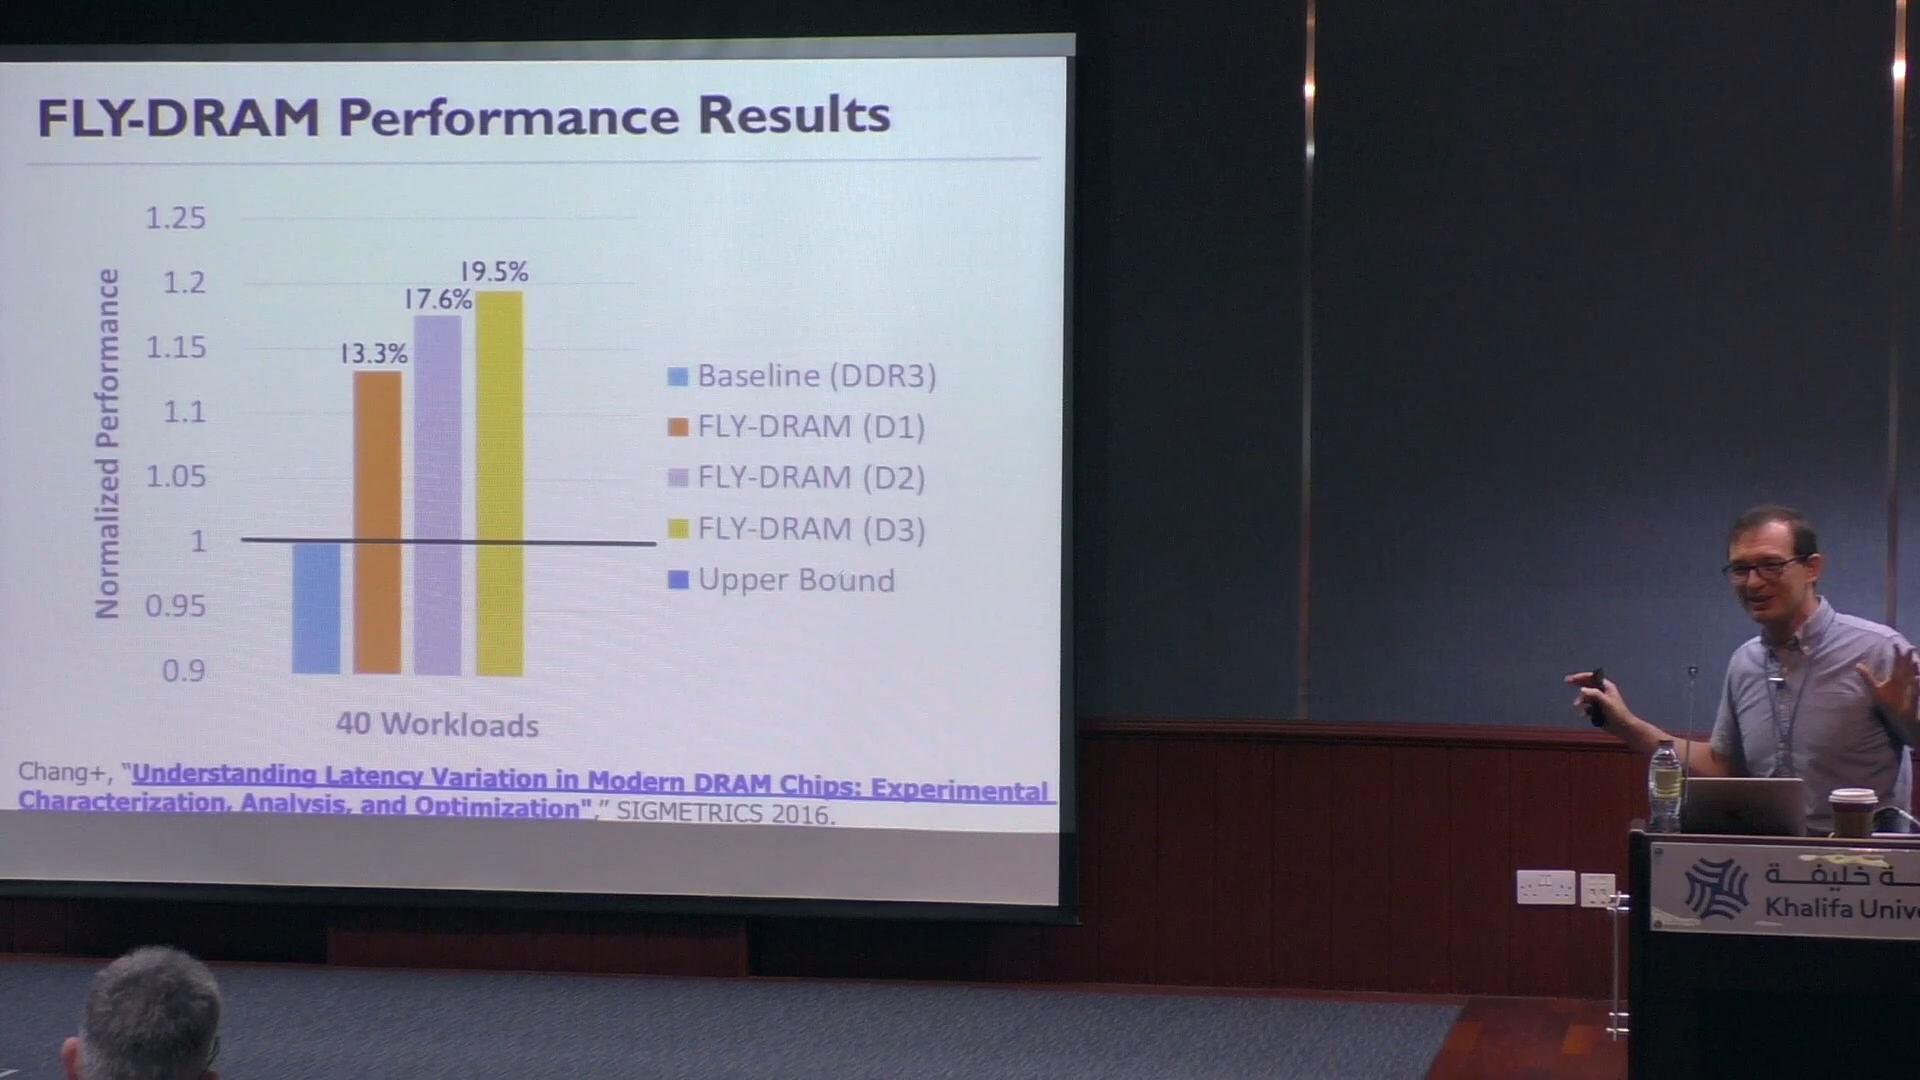 FLY-DRAM Performance Results
Normalized Performance
1.25
1.2
1.15
1.1
1.05
1
0.95
0.9
13.3%
17.6%
19.5%
40 Workloads
Baseline (DDR3)
FLY-DRAM (D1)
FLY-DRAM (D2)
FLY-DRAM (D3)
Upper Bound
Chang+, "Understanding Latency Variation in Modern DRAM Chips: Experimental
Characterization, Analysis, and Optimization"," SIGMETRICS 2016.
خليفة
Khalifa